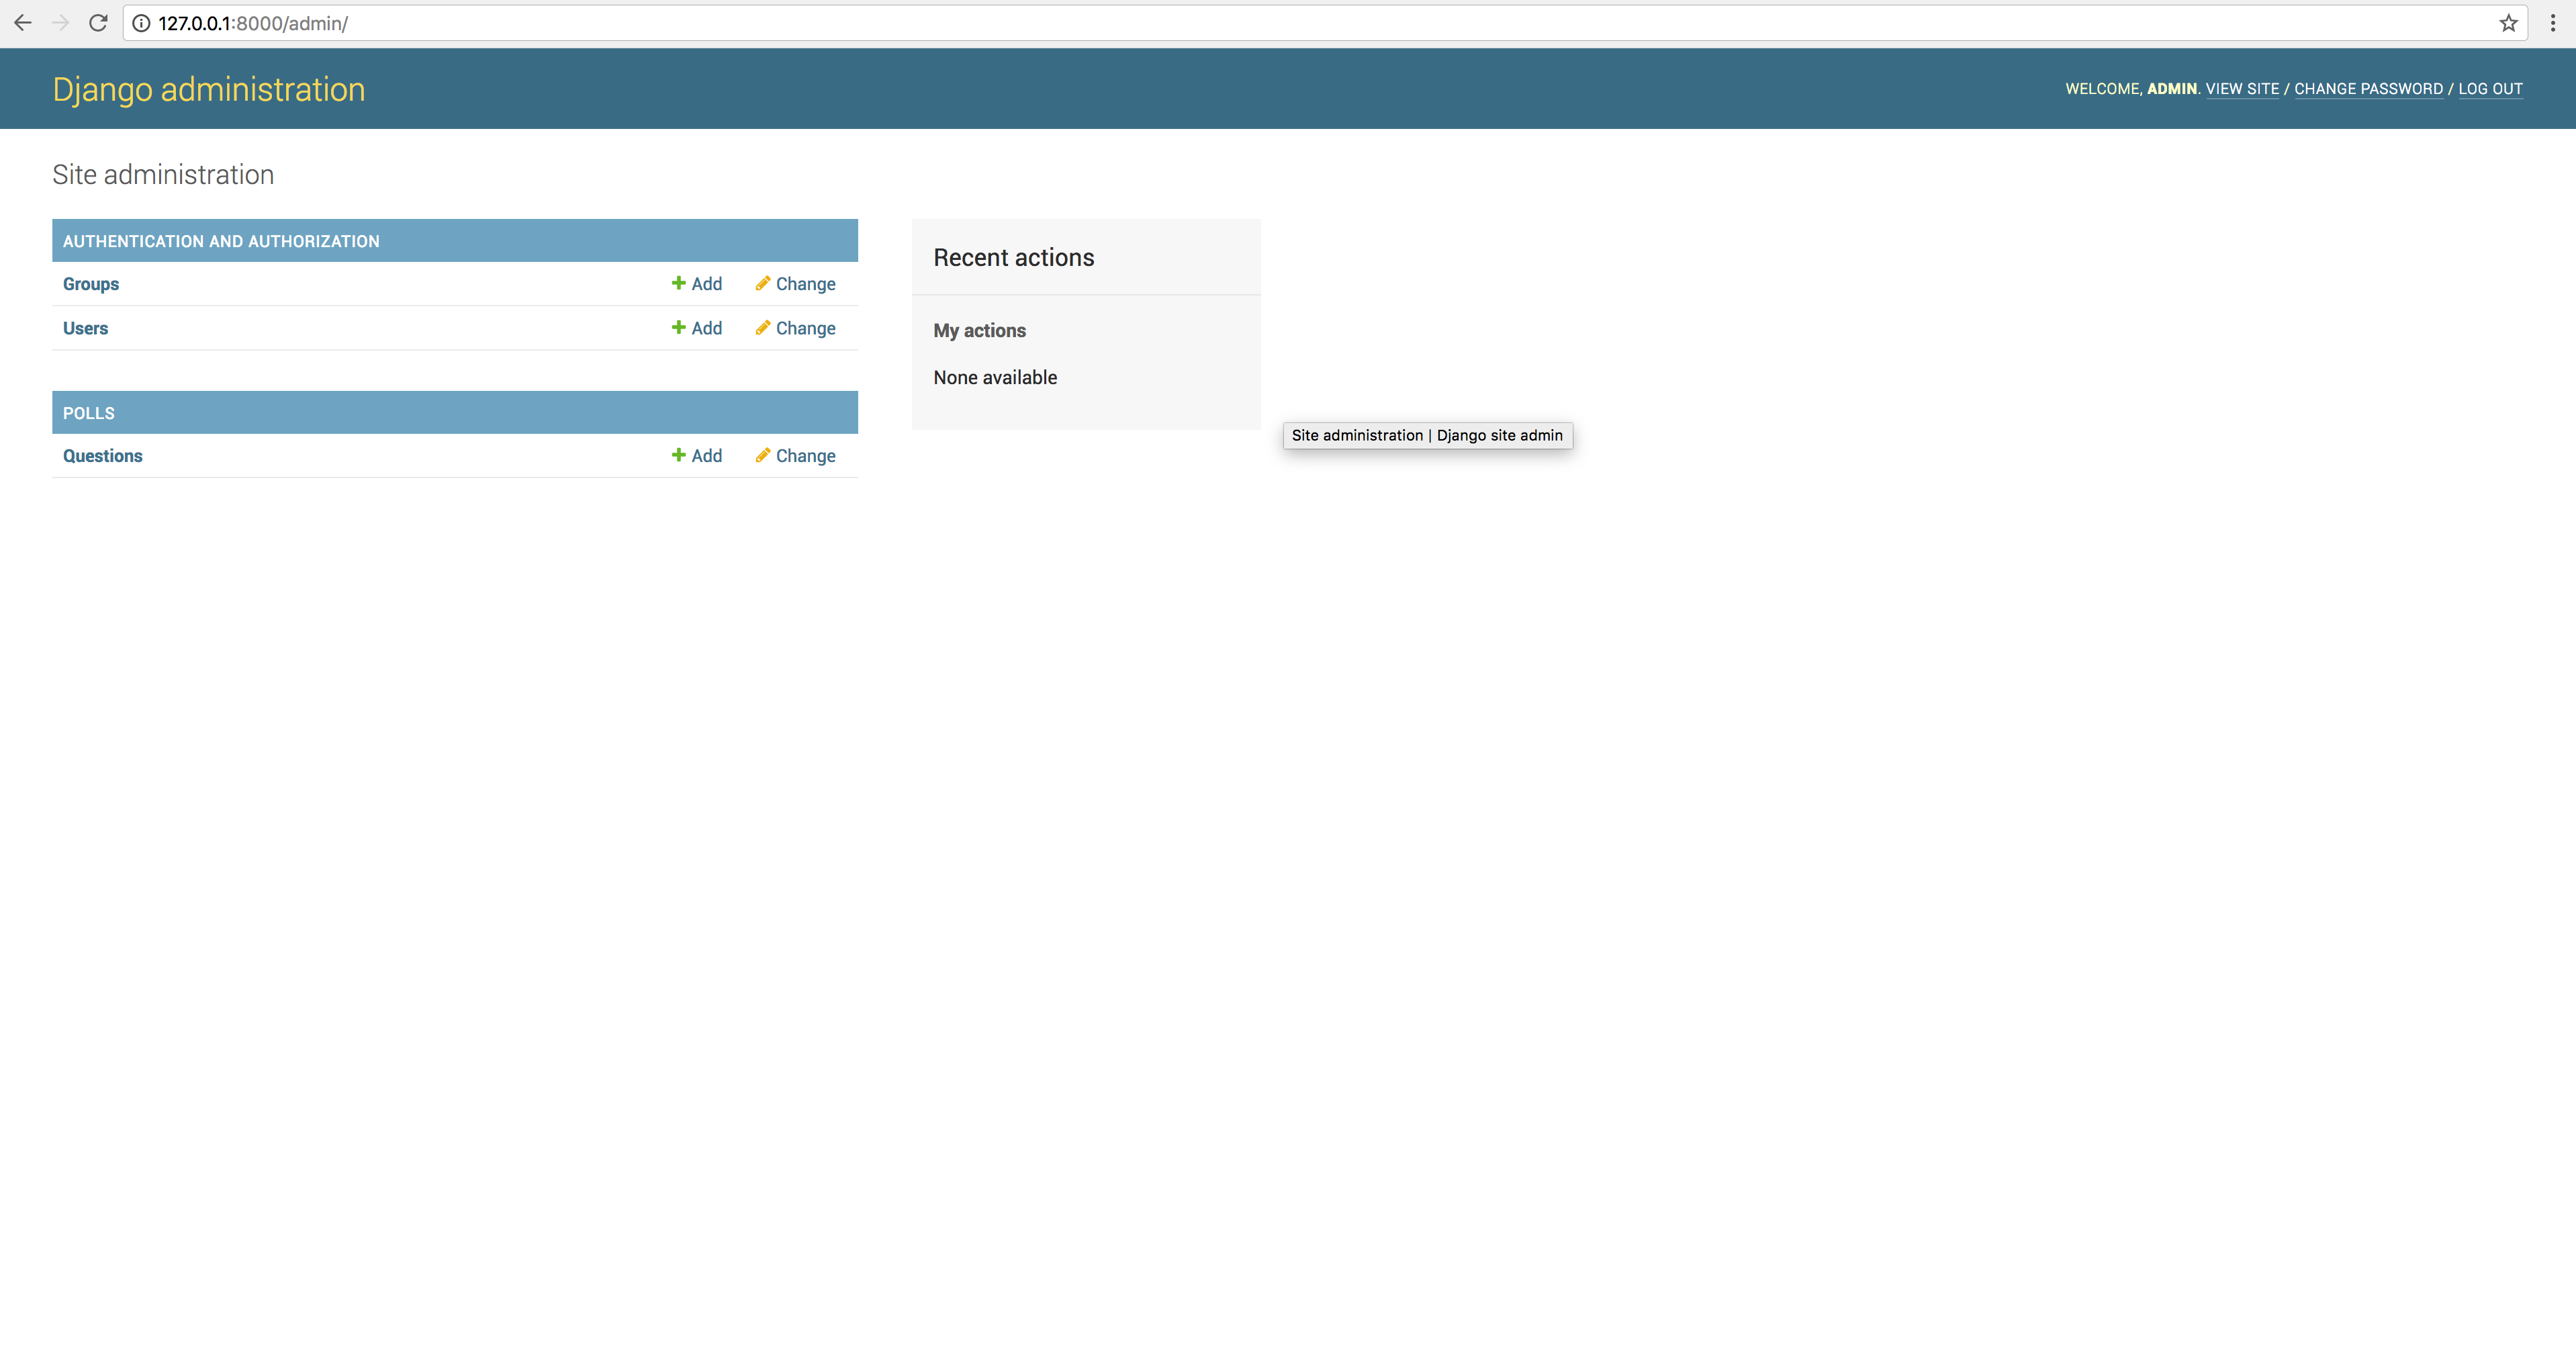 127.0.0.1:8000/admin/
Django administration
WELCOME, ADMIN. VIEW SITE / CHANGE PASSWORD / LOG OUT
Site administration
AUTHENTICATION AND AUTHORIZATION
Groups Add Change
Users Add Change
POLLS
Questions Add Change
Recent actions
My actions
None available
Site administration | Django site admin